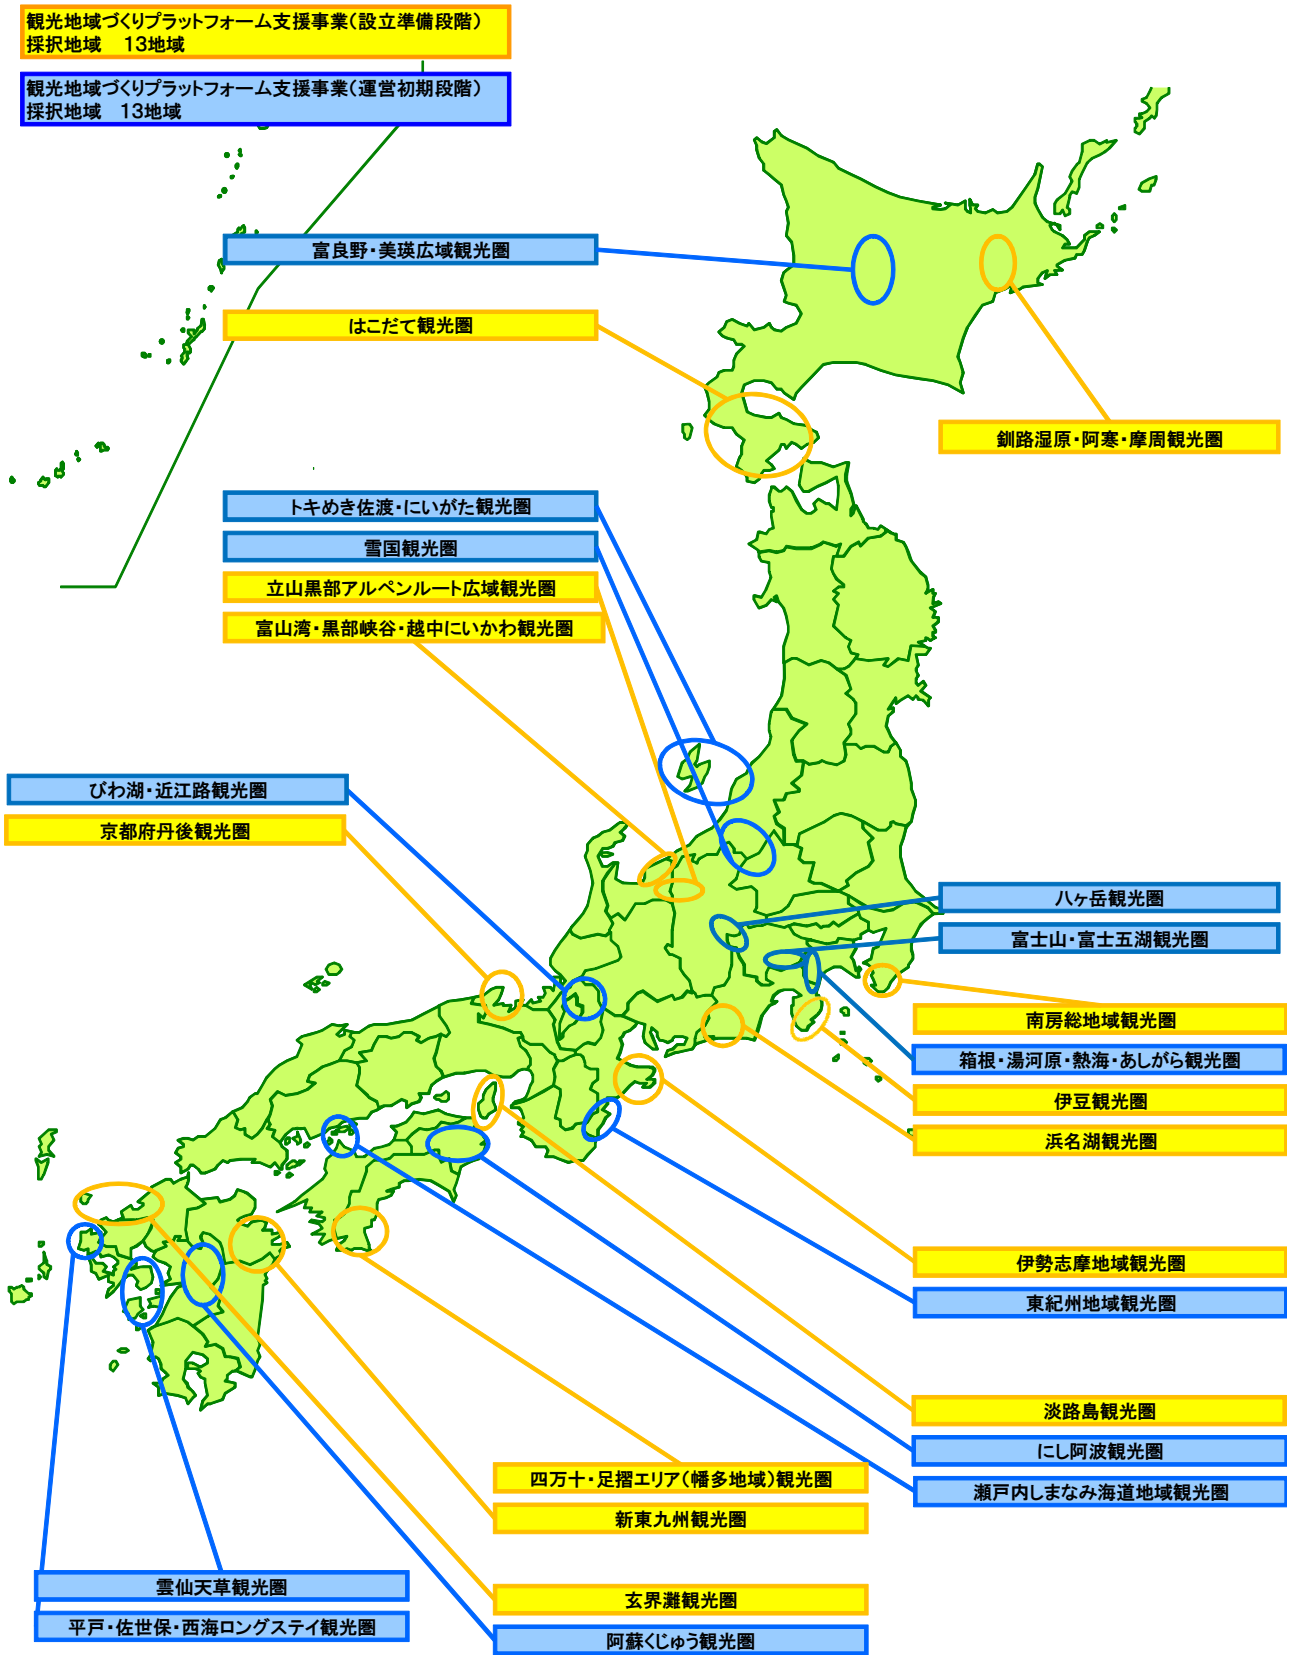 観光地域づくりプラットフォーム支援事業(設立準備段階)
採択地域　13地域
観光地域づくりプラットフォーム支援事業(運営初期段階)
採択地域　13地域
富良野・美瑛広域観光圏
はこだて観光圏
釧路湿原・阿寒・摩周観光圏
トキめき佐渡・にいがた観光圏
雪国観光圏
立山黒部アルペンルート広域観光圏
富山湾・黒部峡谷・越中にいかわ観光圏
びわ湖・近江路観光圏
京都府丹後観光圏
八ヶ岳観光圏
富士山・富士五湖観光圏
南房総地域観光圏
箱根・湯河原・熱海・あしがら観光圏
伊豆観光圏
浜名湖観光圏
伊勢志摩地域観光圏
東紀州地域観光圏
淡路島観光圏
にし阿波観光圏
瀬戸内しまなみ海道地域観光圏
四万十・足摺エリア(幡多地域)観光圏
新東九州観光圏
玄界灘観光圏
阿蘇くじゅう観光圏
雲仙天草観光圏
平戸・佐世保・西海ロングステイ観光圏